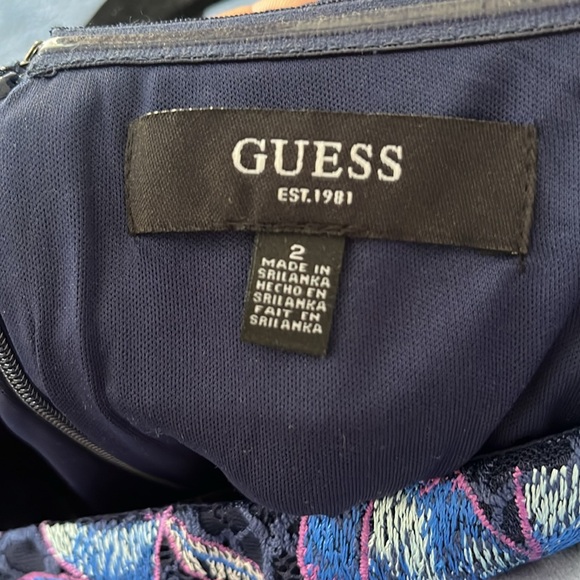 GUESS
EST.1981
2
MADE IN
SRILANKA
HECHO EN
SRILANKA
FAIT EN
SRILANKA